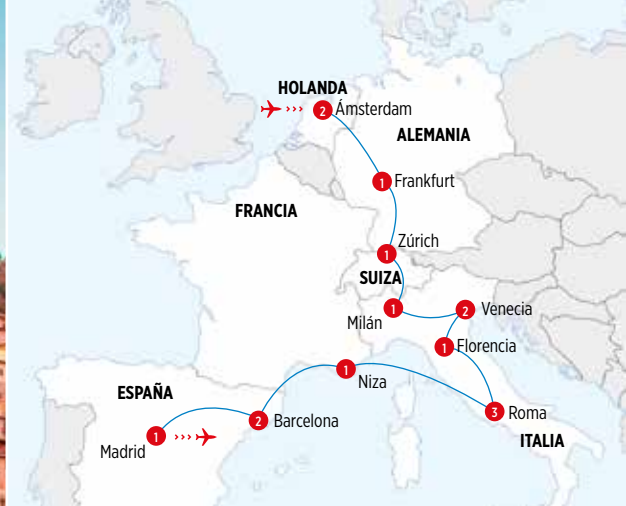 HOLANDA
2 Ámsterdam
ALEMANIA
1 Frankfurt
FRANCIA
Zúrich
1
SUIZA
1
Milán
2 Venecia
1 Florencia
1
Niza
ESPAÑA
3 Roma
2 Barcelona
ITALIA
1
Madrid